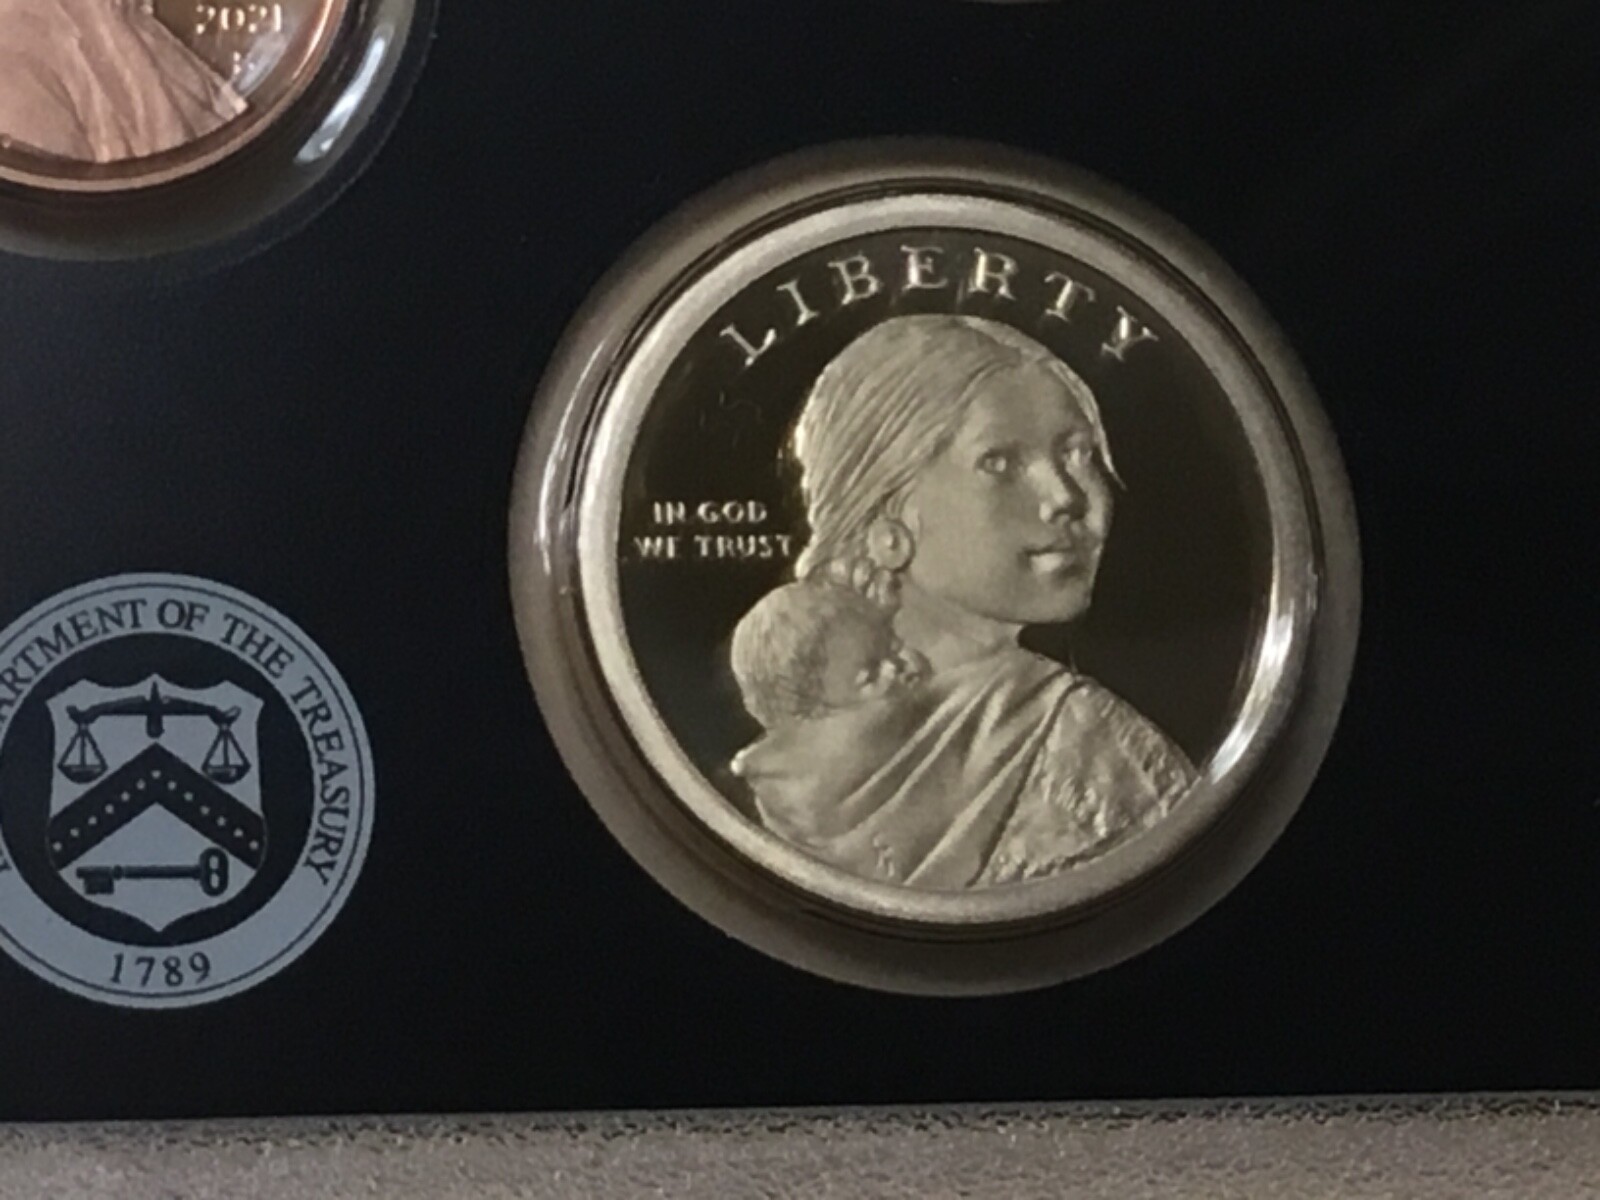 2021
LIBERTY
IN GOD
WE TRUST
DEPARTMENT OF THE TREASURY
1789